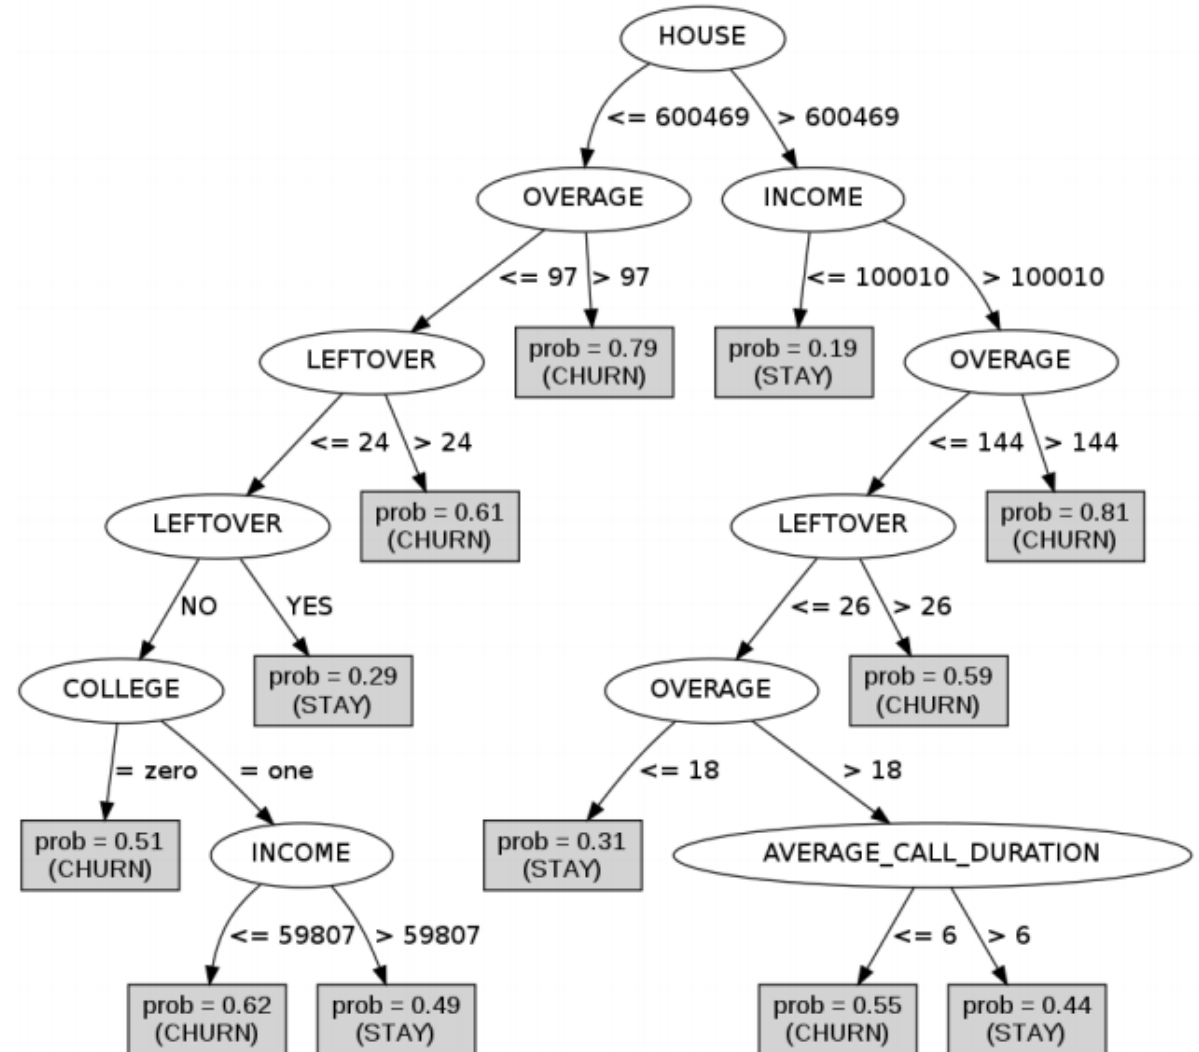 HOUSE
<= 600469
> 600469
OVERAGE
INCOME
<= 97
> 97
<= 100010
> 100010
LEFTOVER
prob = 0.79
(CHURN)
prob = 0.19
(STAY)
OVERAGE
<= 24
> 24
<= 144
> 144
LEFTOVER
prob = 0.61
(CHURN)
LEFTOVER
prob = 0.81
(CHURN)
NO
YES
<= 26
> 26
COLLEGE
prob = 0.29
(STAY)
OVERAGE
prob = 0.59
(CHURN)
= zero
= one
<= 18
> 18
prob = 0.51
(CHURN)
INCOME
prob = 0.31
(STAY)
AVERAGE_CALL_DURATION
<= 59807
> 59807
<= 6
> 6
prob = 0.62
(CHURN)
prob = 0.49
(STAY)
prob = 0.55
(CHURN)
prob = 0.44
(STAY)